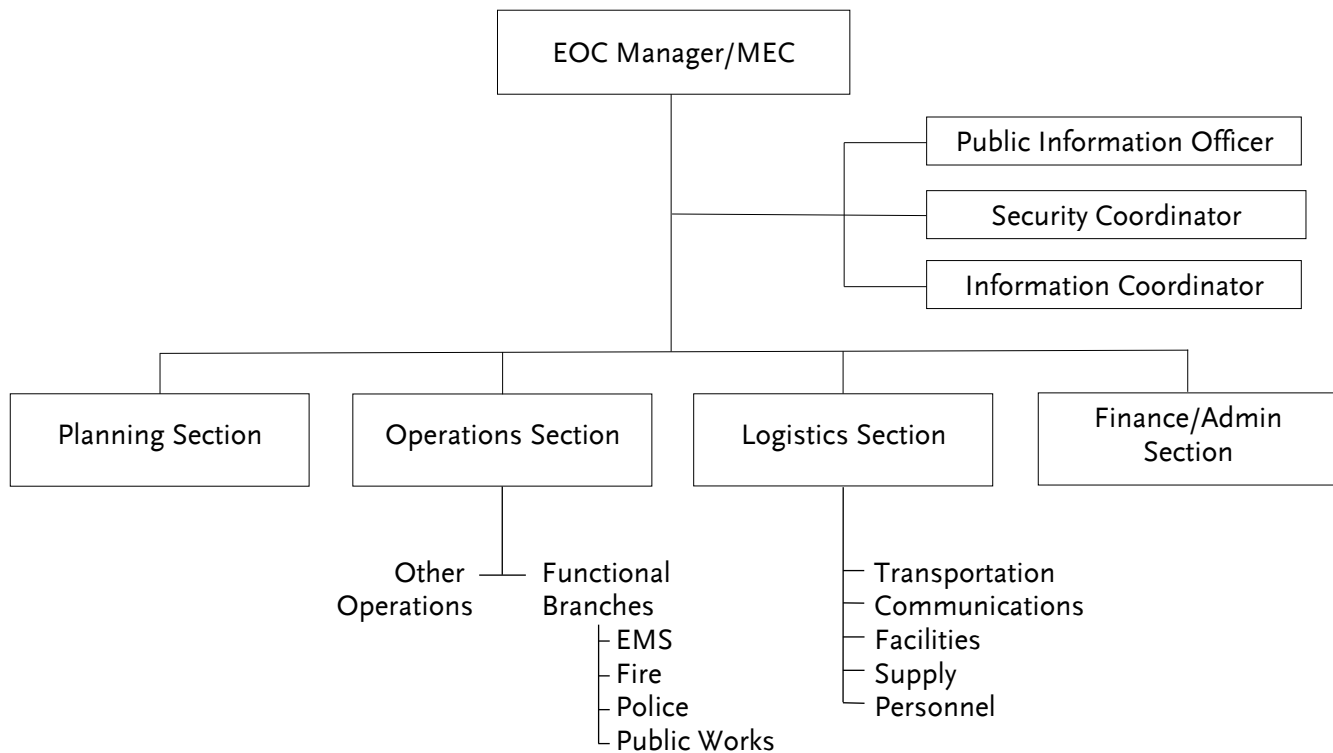 EOC Manager/MEC
Public Information Officer
Security Coordinator
Information Coordinator
Planning Section
Operations Section
Logistics Section
Finance/Admin
Section
Other
Operations
Functional
Branches
EMS
Fire
Police
Public Works
Transportation
Communications
Facilities
Supply
Personnel